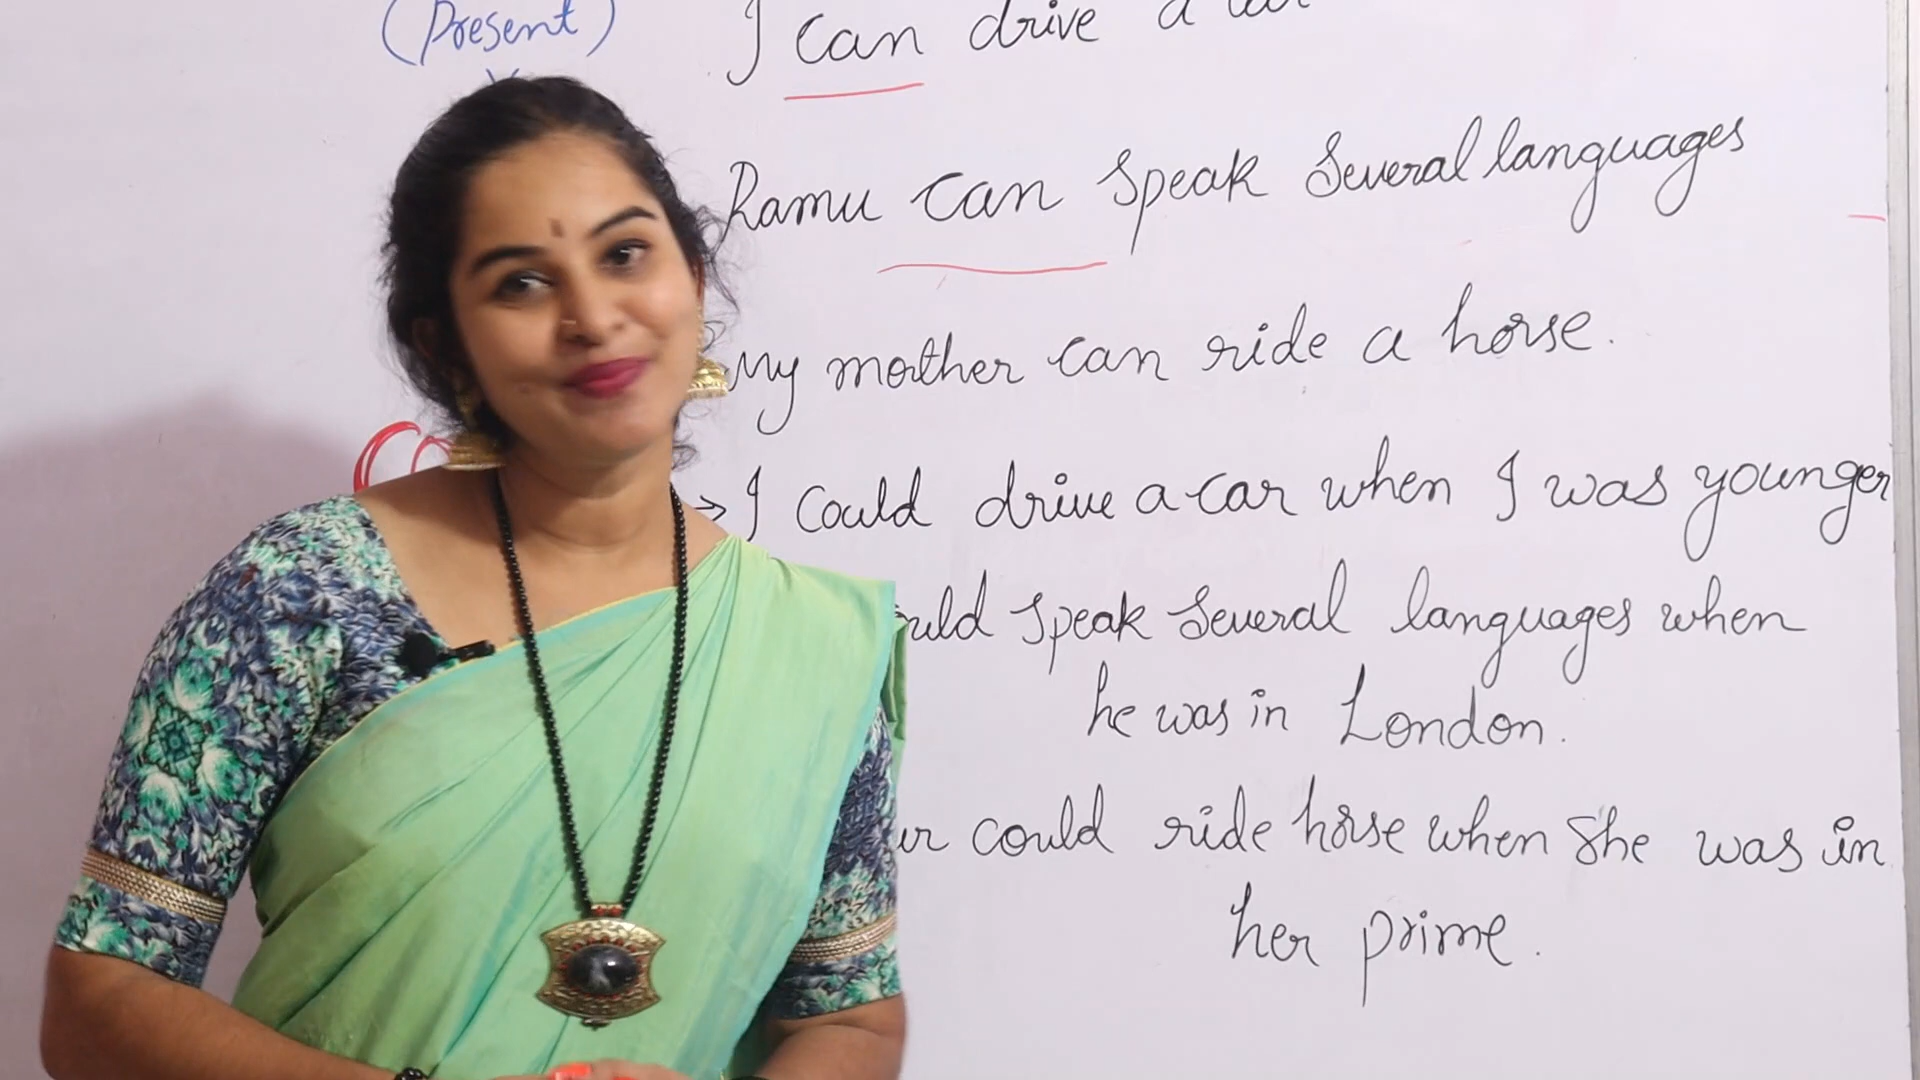 (Present)
I can drive a car
Ramu can speak several languages
My mother can ride a horse.
→ I could drive a car when I was younger
speak several languages when
he was in London.
could ride horse when she was in
her prime.